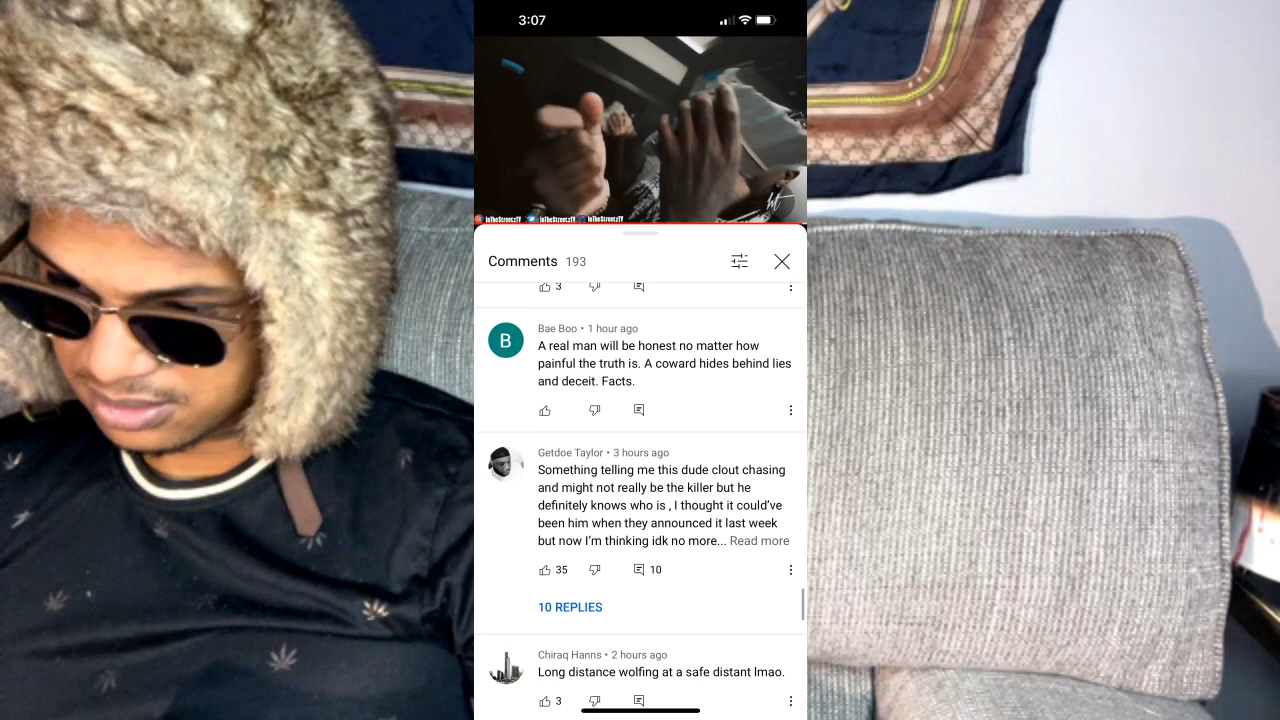 3:07
InTheStreetzTV InTheStreetzTV InTheStreetzTV
Comments 193
3
B
Bae Boo • 1 hour ago
A real man will be honest no matter how
painful the truth is. A coward hides behind lies
and deceit. Facts.
Getdoe Taylor • 3 hours ago
Something telling me this dude clout chasing
and might not really be the killer but he
definitely knows who is , I thought it could’ve
been him when they announced it last week
but now I’m thinking idk no more... Read more
35 10
10 REPLIES
Chiraq Hanns • 2 hours ago
Long distance wolfing at a safe distant lmao.
3